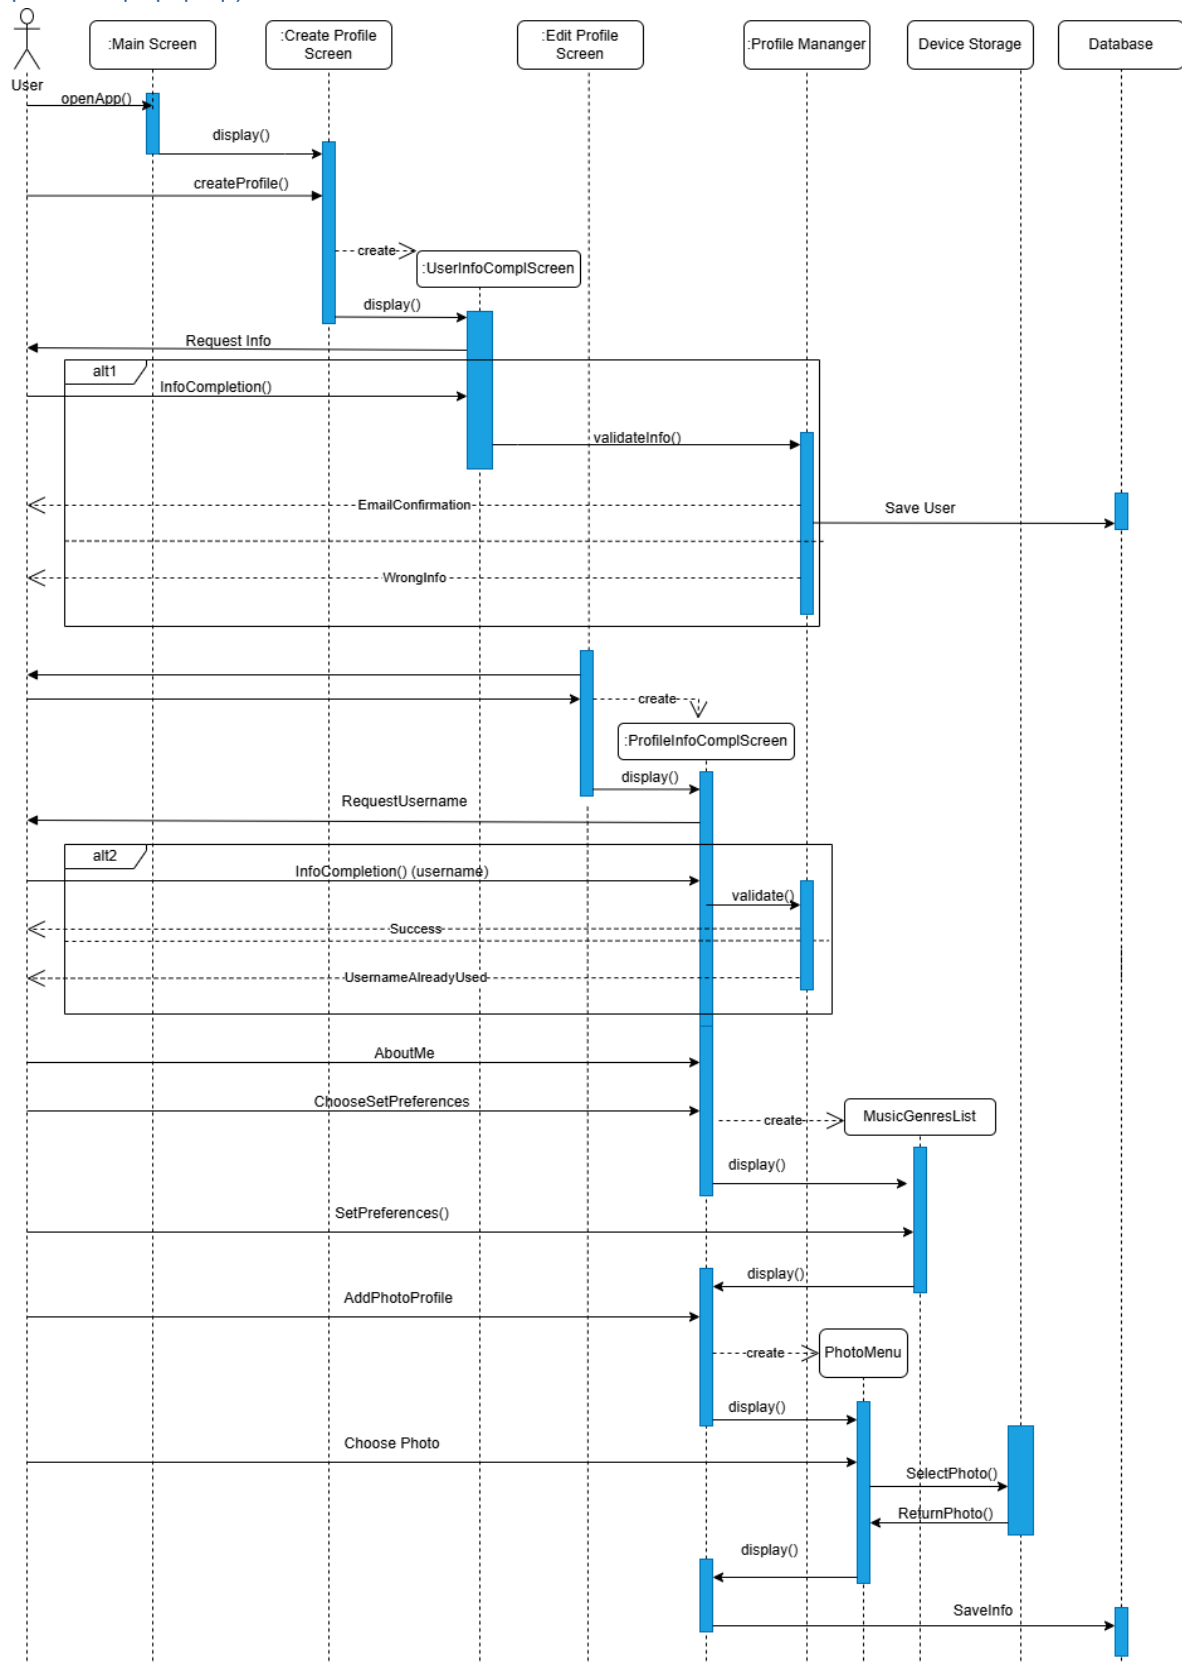 :Main Screen
:Create Profile
Screen
:Edit Profile
Screen
:Profile Mananger
Device Storage
Database
User
openApp()
display()
createProfile()
create
:UserInfoComplScreen
display()
Request Info
alt1
InfoCompletion()
validateInfo()
EmailConfirmation
Save User
WrongInfo
create
:ProfileInfoComplScreen
display()
RequestUsername
alt2
InfoCompletion() (username)
validate()
Success
UsernameAlreadyUsed
AboutMe
ChooseSetPreferences
create
MusicGenresList
display()
SetPreferences()
display()
AddPhotoProfile
create
PhotoMenu
display()
Choose Photo
SelectPhoto()
ReturnPhoto()
display()
SaveInfo